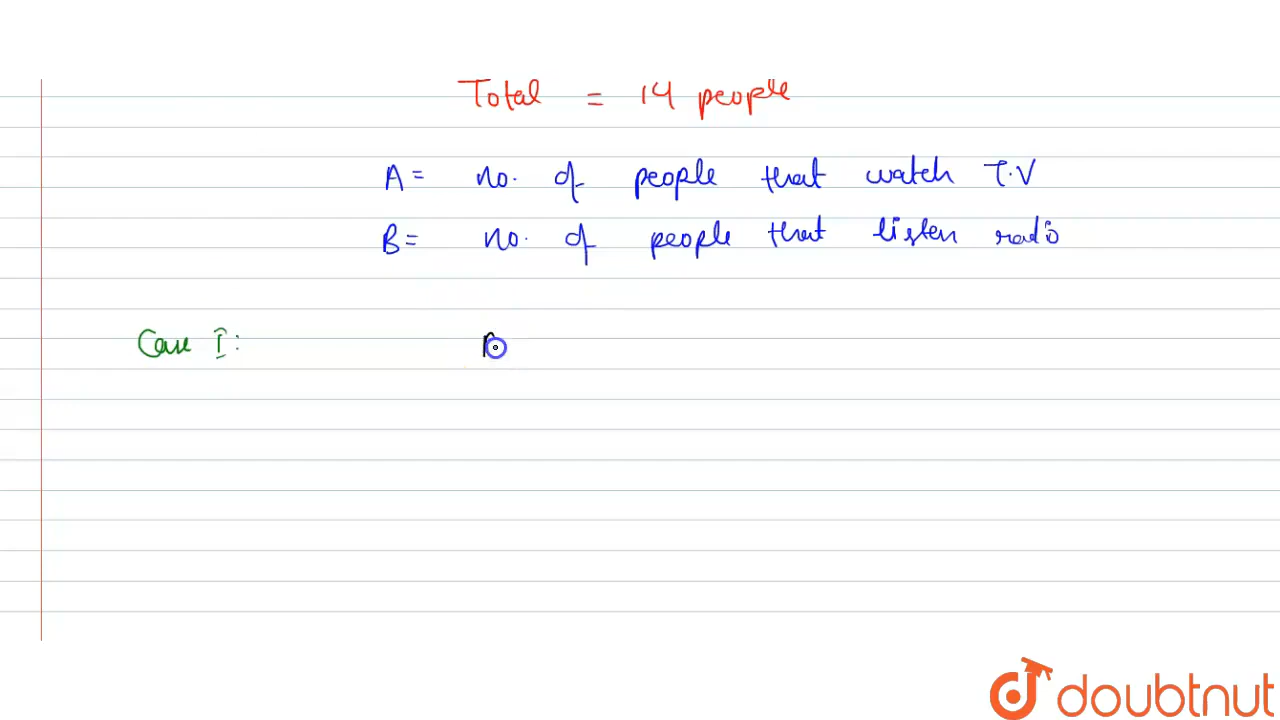 Total = 14 people
A = no. of people that watch T.V
B = no. of people that listen radio
Case I :
doubtnut